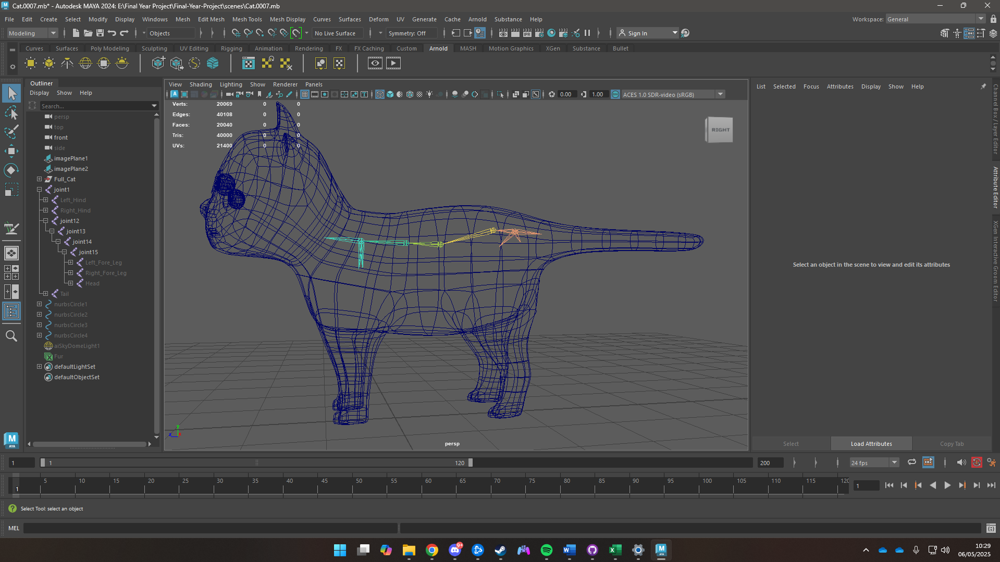 Cat.0007.mb* - Autodesk MAYA 2024: E:\Final Year Project\Final-Year-Project\scenes\Cat.0007.mb
File Edit Create Select Modify Display Windows Mesh Edit Mesh Mesh Tools Mesh Display Curves Surfaces Deform UV Generate Cache Arnold Substance Help
Workspace: General
Modeling Objects No Live Surface Symmetry: Off Sign In
Curves Surfaces Poly Modeling Sculpting UV Editing Rigging Animation Rendering FX FX Caching Custom Arnold MASH Motion Graphics XGen Substance Bullet
Outliner
Display Show Help
Search...
persp
top
front
side
imagePlane1
imagePlane2
Full_Cat
joint1
Left_Hind
Right_Hind
joint12
joint13
joint14
joint15
Left_Fore_Leg
Right_Fore_Leg
Head
Tail
nurbsCircle1
nurbsCircle2
nurbsCircle3
nurbsCircle4
aiSkyDomeLight1
Fur
defaultLightSet
defaultObjectSet
View Shading Lighting Show Renderer Panels
0.00 1.00 ACES 1.0 SDR-video (sRGB)
Verts: 20069 0 0
Edges: 40108 0 0
Faces: 20040 0 0
Tris: 40000 0 0
UVs: 21400 0 0
RIGHT
y
z x
persp
List Selected Focus Attributes Display Show Help
Select an object in the scene to view and edit its attributes
Select Load Attributes Copy Tab
Channel Box / Layer Editor
Attribute Editor
XGen Interactive Groom Editor
1 1 120 200 24 fps
5 10 15 20 25 30 35 40 45 50 55 60 65 70 75 80 85 90 95 100 105 110 115 120
1 1
Select Tool: select an object
MEL
M
AYA
9+
10:29
06/05/2025